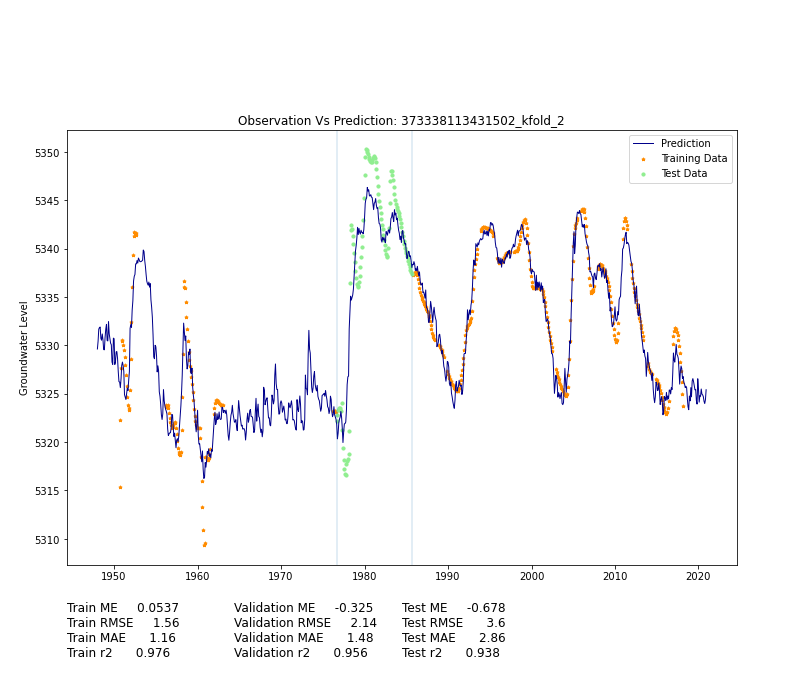 Observation Vs Prediction: 373338113431502_kfold_2
Prediction
Training Data
Test Data
5350
5345
5340
5335
5330
5325
5320
5315
5310
Groundwater Level
1950 1960 1970 1980 1990 2000 2010 2020
Train ME 0.0537 Validation ME -0.325 Test ME -0.678
Train RMSE 1.56 Validation RMSE 2.14 Test RMSE 3.6
Train MAE 1.16 Validation MAE 1.48 Test MAE 2.86
Train r2 0.976 Validation r2 0.956 Test r2 0.938